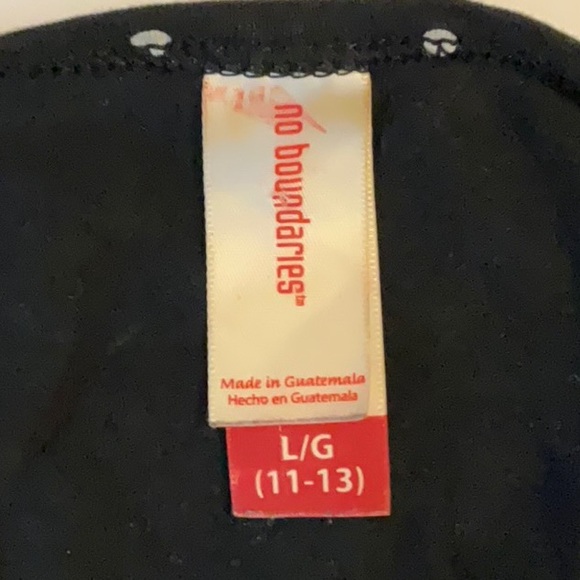 no boundaries™
Made in Guatemala
Hecho en Guatemala
L/G
(11-13)